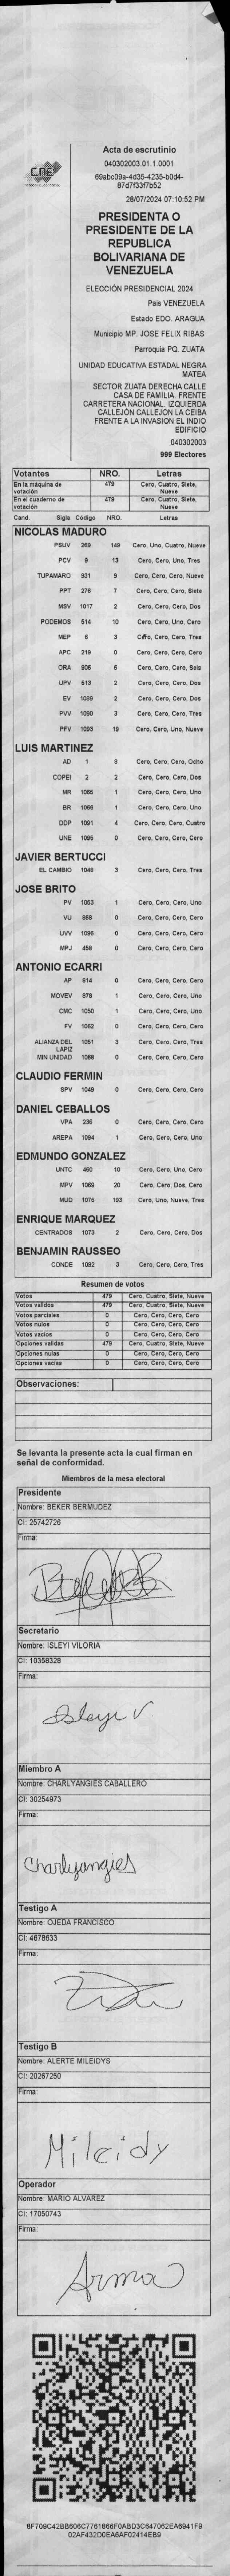 CNE
Acta de escrutinio
040302003.01.1.0001
69abc09a-4d35-4235-b0d4-
87d7f33f7b52
28/07/2024 07:10:52 PM
PRESIDENTA O
PRESIDENTE DE LA
REPUBLICA
BOLIVARIANA DE
VENEZUELA
ELECCIÓN PRESIDENCIAL 2024
Pais VENEZUELA
Estado EDO. ARAGUA
Municipio MP. JOSE FELIX RIBAS
Parroquia PQ. ZUATA
UNIDAD EDUCATIVA ESTADAL NEGRA
MATEA
SECTOR ZUATA DERECHA CALLE
CASA DE FAMILIA. FRENTE
CARRETERA NACIONAL. IZQUIERDA
CALLEJÓN CALLEJON LA CEIBA
FRENTE A LA INVASION EL INDIO
EDIFICIO
040302003
999 Electores
Votantes NRO. Letras
En la máquina de votación 479 Cero, Cuatro, Siete, Nueve
En el cuaderno de votación 479 Cero, Cuatro, Siete, Nueve
Cand. Sigla Código NRO. Letras
NICOLAS MADURO
PSUV 269 149 Cero, Uno, Cuatro, Nueve
PCV 9 13 Cero, Cero, Uno, Tres
TUPAMARO 931 9 Cero, Cero, Cero, Nueve
PPT 276 7 Cero, Cero, Cero, Siete
MSV 1017 2 Cero, Cero, Cero, Dos
PODEMOS 514 10 Cero, Cero, Uno, Cero
MEP 6 3 Cero, Cero, Cero, Tres
APC 219 0 Cero, Cero, Cero, Cero
ORA 906 6 Cero, Cero, Cero, Seis
UPV 613 2 Cero, Cero, Cero, Dos
EV 1089 2 Cero, Cero, Cero, Dos
PVV 1090 3 Cero, Cero, Cero, Tres
PFV 1093 19 Cero, Cero, Uno, Nueve
LUIS MARTINEZ
AD 1 8 Cero, Cero, Cero, Ocho
COPEI 2 2 Cero, Cero, Cero, Dos
MR 1065 1 Cero, Cero, Cero, Uno
BR 1066 1 Cero, Cero, Cero, Uno
DDP 1091 4 Cero, Cero, Cero, Cuatro
UNE 1095 0 Cero, Cero, Cero, Cero
JAVIER BERTUCCI
EL CAMBIO 1048 3 Cero, Cero, Cero, Tres
JOSE BRITO
PV 1053 1 Cero, Cero, Cero, Uno
VU 868 0 Cero, Cero, Cero, Cero
UVV 1096 0 Cero, Cero, Cero, Cero
MPJ 458 0 Cero, Cero, Cero, Cero
ANTONIO ECARRI
AP 814 0 Cero, Cero, Cero, Cero
MOVEV 878 1 Cero, Cero, Cero, Uno
CMC 1050 1 Cero, Cero, Cero, Uno
FV 1062 0 Cero, Cero, Cero, Cero
ALIANZA DEL LAPIZ 1051 3 Cero, Cero, Cero, Tres
MIN UNIDAD 1068 0 Cero, Cero, Cero, Cero
CLAUDIO FERMIN
SPV 1049 0 Cero, Cero, Cero, Cero
DANIEL CEBALLOS
VPA 236 0 Cero, Cero, Cero, Cero
AREPA 1094 1 Cero, Cero, Cero, Uno
EDMUNDO GONZALEZ
UNTC 460 10 Cero, Cero, Uno, Cero
MPV 1069 20 Cero, Cero, Dos, Cero
MUD 1075 193 Cero, Uno, Nueve, Tres
ENRIQUE MARQUEZ
CENTRADOS 1073 2 Cero, Cero, Cero, Dos
BENJAMIN RAUSSEO
CONDE 1092 3 Cero, Cero, Cero, Tres
Resumen de votos
Votos 479 Cero, Cuatro, Siete, Nueve
Votos validos 479 Cero, Cuatro, Siete, Nueve
Votos parciales 0 Cero, Cero, Cero, Cero
Votos nulos 0 Cero, Cero, Cero, Cero
Votos vacios 0 Cero, Cero, Cero, Cero
Opciones validas 479 Cero, Cuatro, Siete, Nueve
Opciones nulas 0 Cero, Cero, Cero, Cero
Opciones vacias 0 Cero, Cero, Cero, Cero
Observaciones:
Se levanta la presente acta la cual firman en
señal de conformidad.
Miembros de la mesa electoral
Presidente
Nombre: BEKER BERMUDEZ
CI: 25742726
Firma:
Secretario
Nombre: ISLEYI VILORIA
CI: 10358328
Firma:
Isleyi V
Miembro A
Nombre: CHARLYANGIES CABALLERO
CI: 30254973
Firma:
Charlyangies
Testigo A
Nombre: OJEDA FRANCISCO
CI: 4678633
Firma:
Testigo B
Nombre: ALERTE MILEIDYS
CI: 20267250
Firma:
Mileidy
Operador
Nombre: MARIO ALVAREZ
CI: 17050743
Firma:
8F709C42BB606C7761866F0ABD3C647062EA6941F9
02AF432D0EA6AF02414EB9